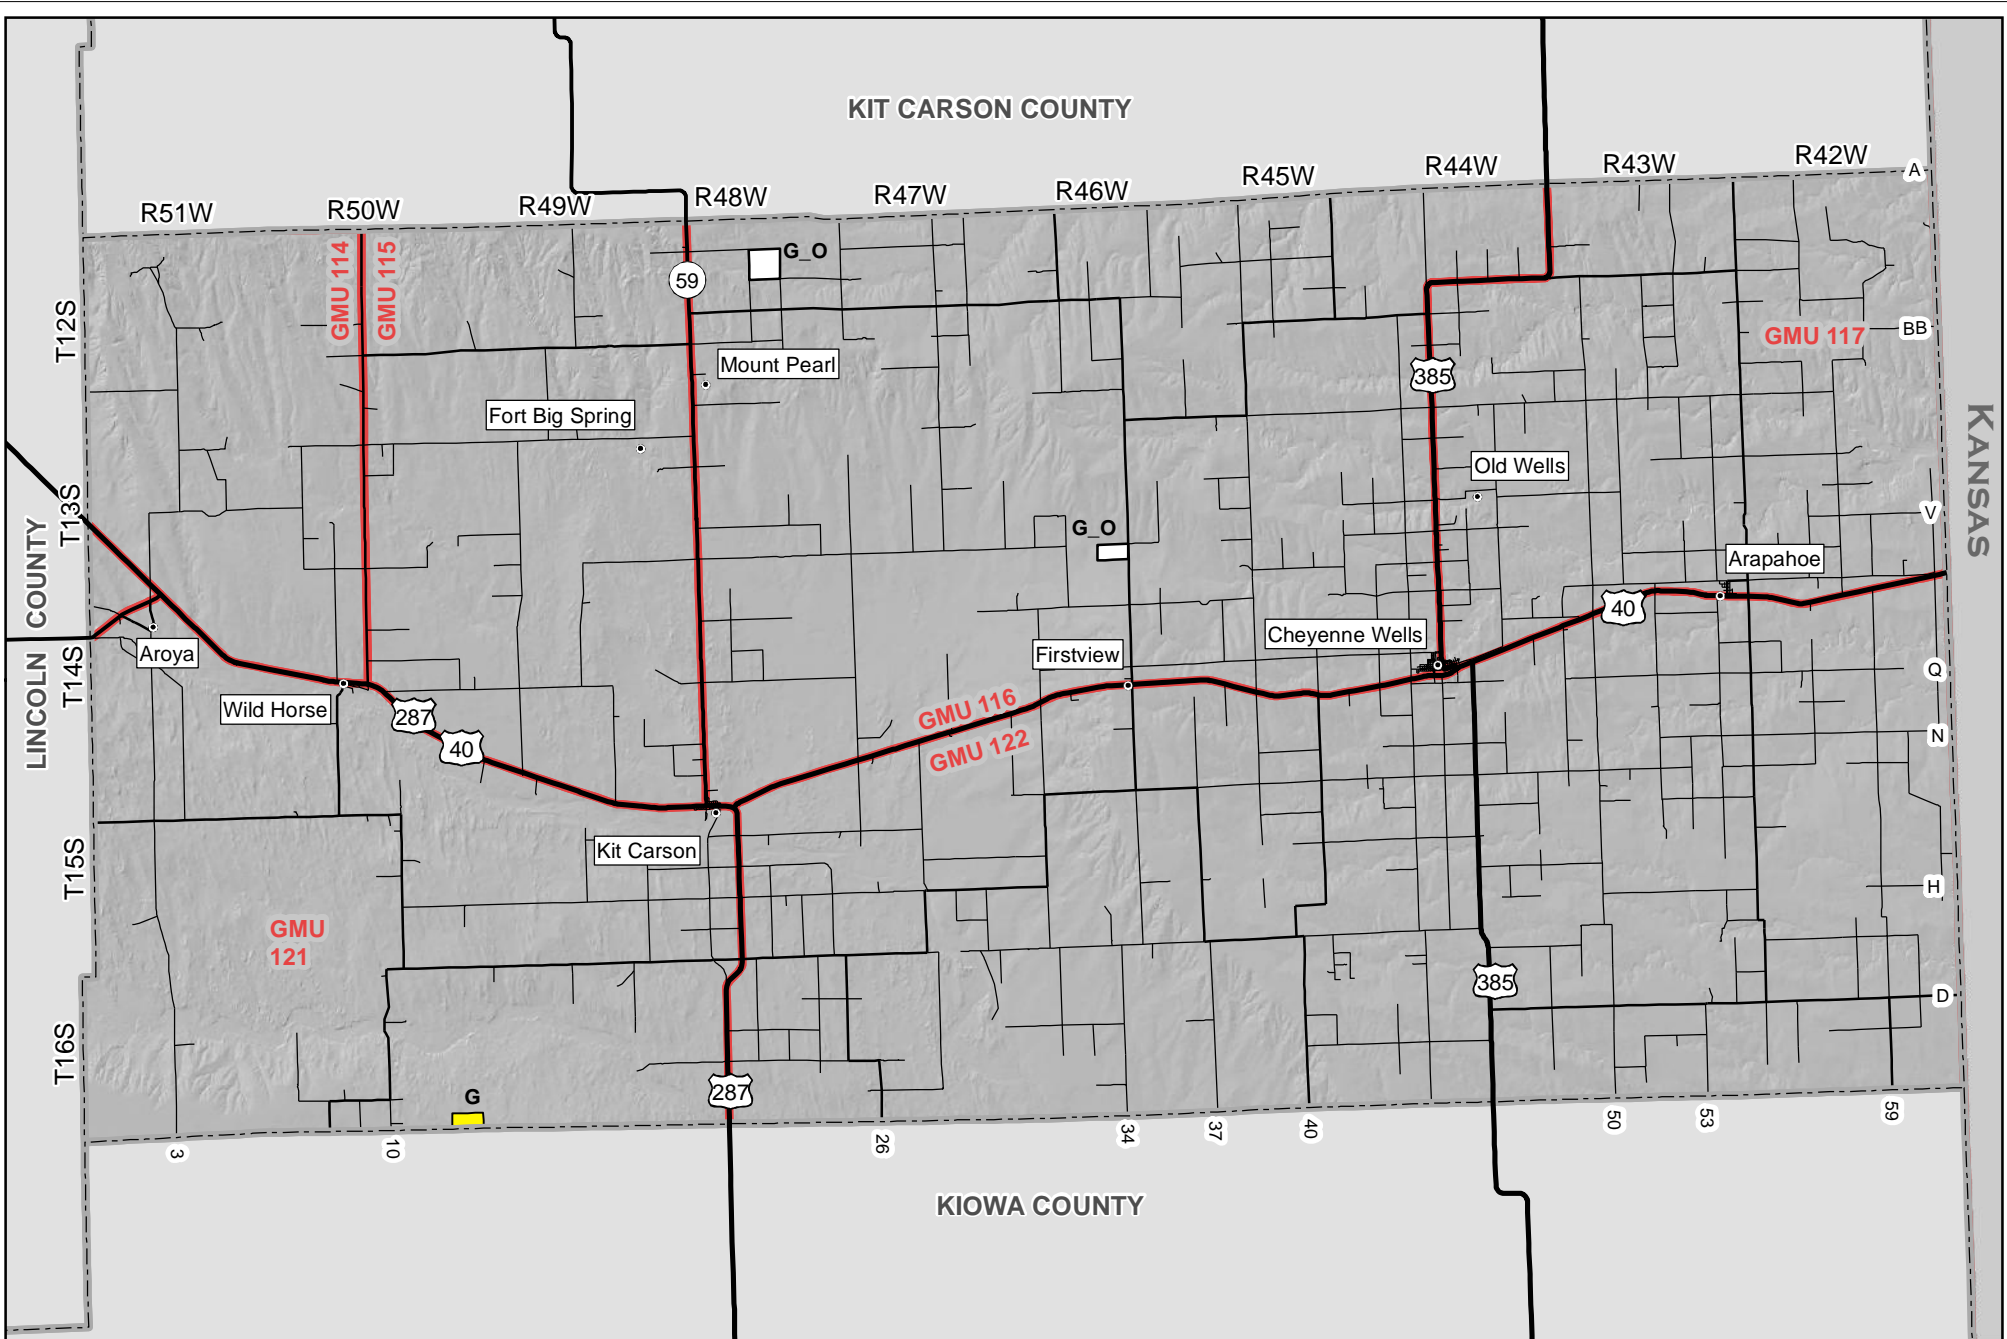 KIT CARSON COUNTY
R51W
R50W
R49W
R48W
R47W
R46W
R45W
R44W
R43W
R42W
A
GMU 114
GMU 115
G_O
59
T12S
Mount Pearl
385
GMU 117
BB
Fort Big Spring
KANSAS
Old Wells
T13S
G_O
V
Arapahoe
LINCOLN COUNTY
40
Cheyenne Wells
Aroya
Firstview
T14S
Q
Wild Horse
287
GMU 116
40
GMU 122
N
Kit Carson
T15S
H
GMU
121
385
D
T16S
287
G
3
10
26
34
37
40
50
53
59
KIOWA COUNTY